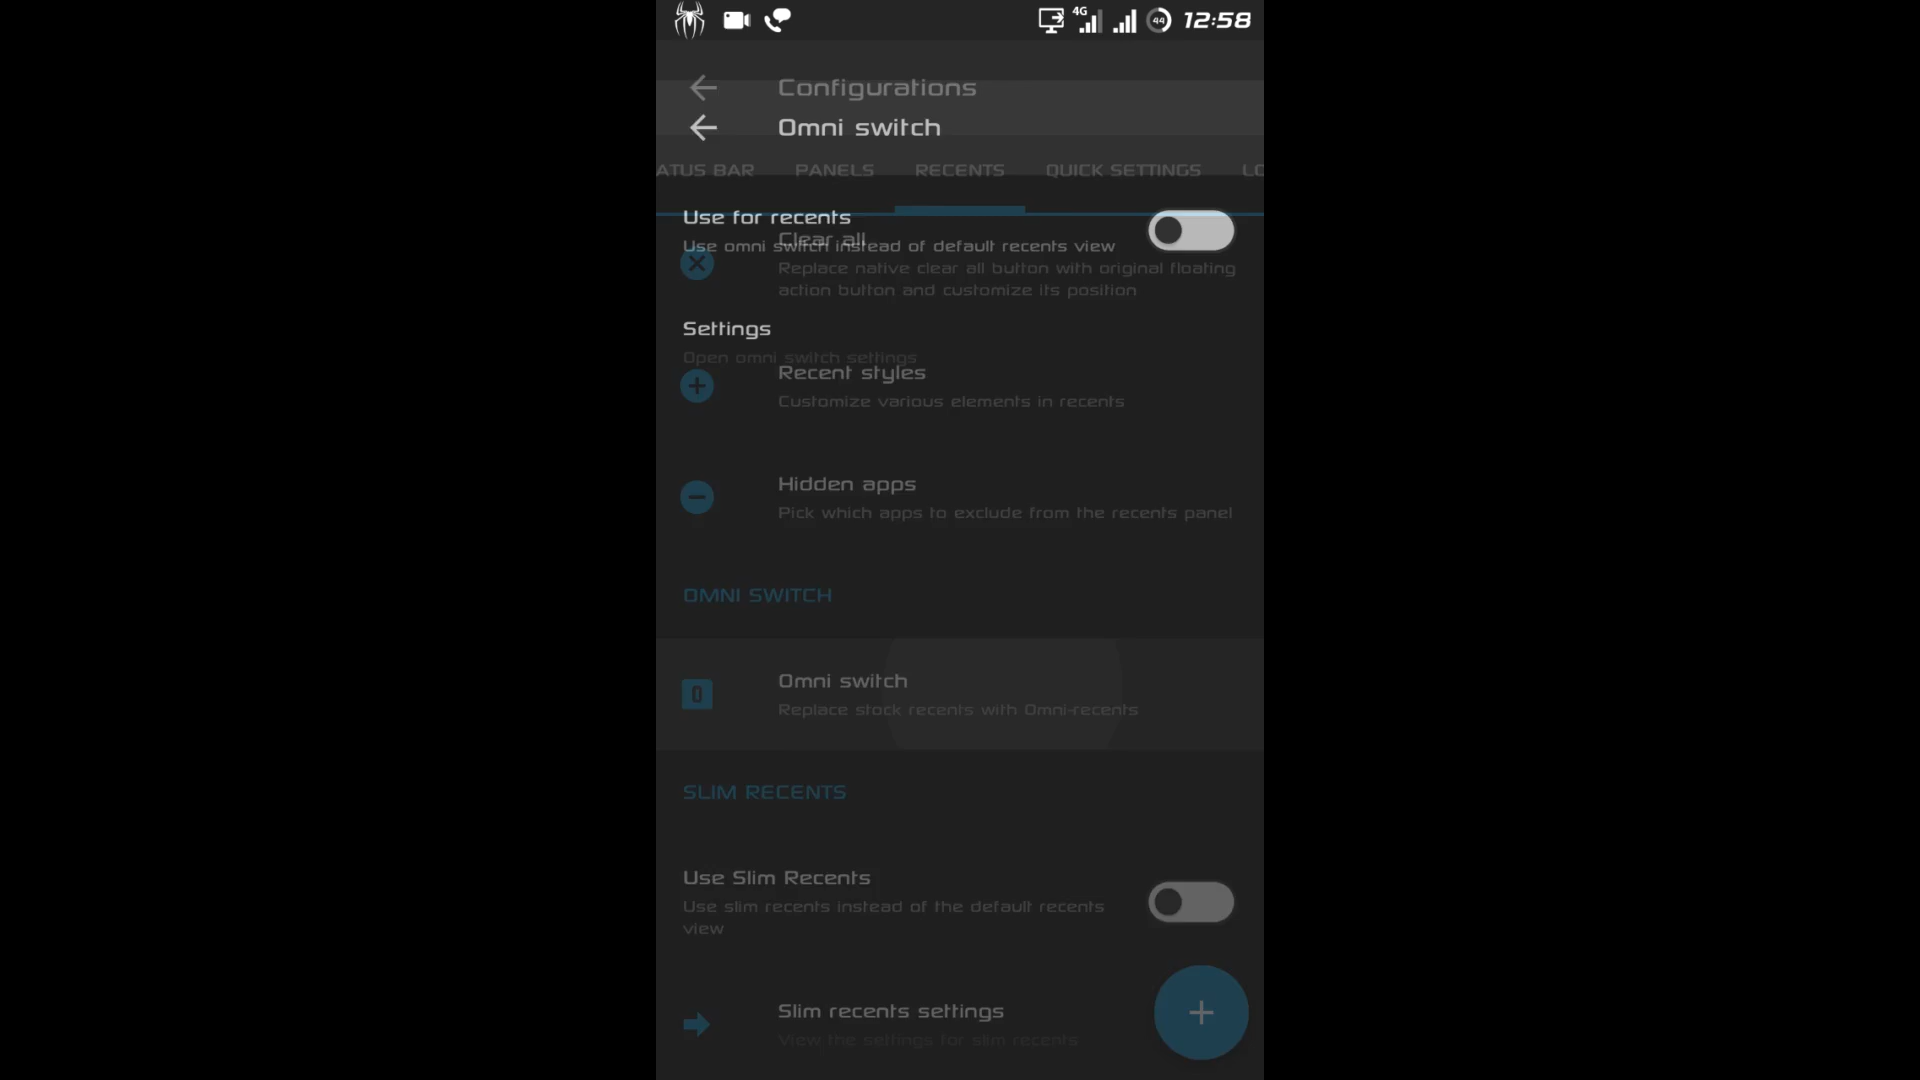 4G
44
12:58
Configurations
Omni switch
ATUS BAR
PANELS
RECENTS
QUICK SETTINGS
LO
Use for recents
Use omni switch instead of default recents view
Clear all
Replace native clear all button with original floating
action button and customize its position
Settings
Open omni switch settings
Recent styles
Customize various elements in recents
Hidden apps
Pick which apps to exclude from the recents panel
OMNI SWITCH
0
Omni switch
Replace stock recents with Omni-recents
SLIM RECENTS
Use Slim Recents
Use slim recents instead of the default recents
view
Slim recents settings
View the settings for slim recents